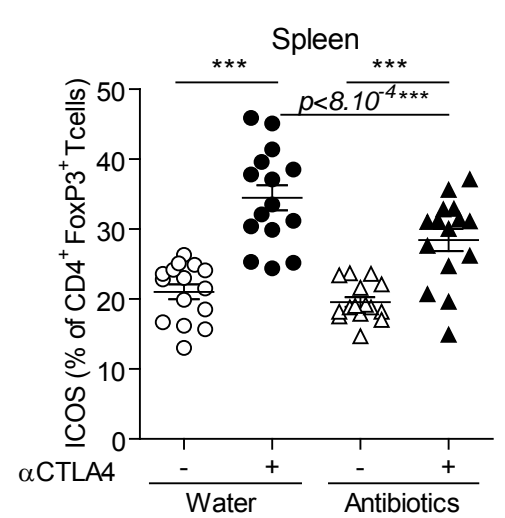 Spleen
*** ***
p<8.10⁻⁴***
ICOS (% of CD4⁺ FoxP3⁺ Tcells)
50
40
30
20
10
0
αCTLA4 - + - +
Water Antibiotics